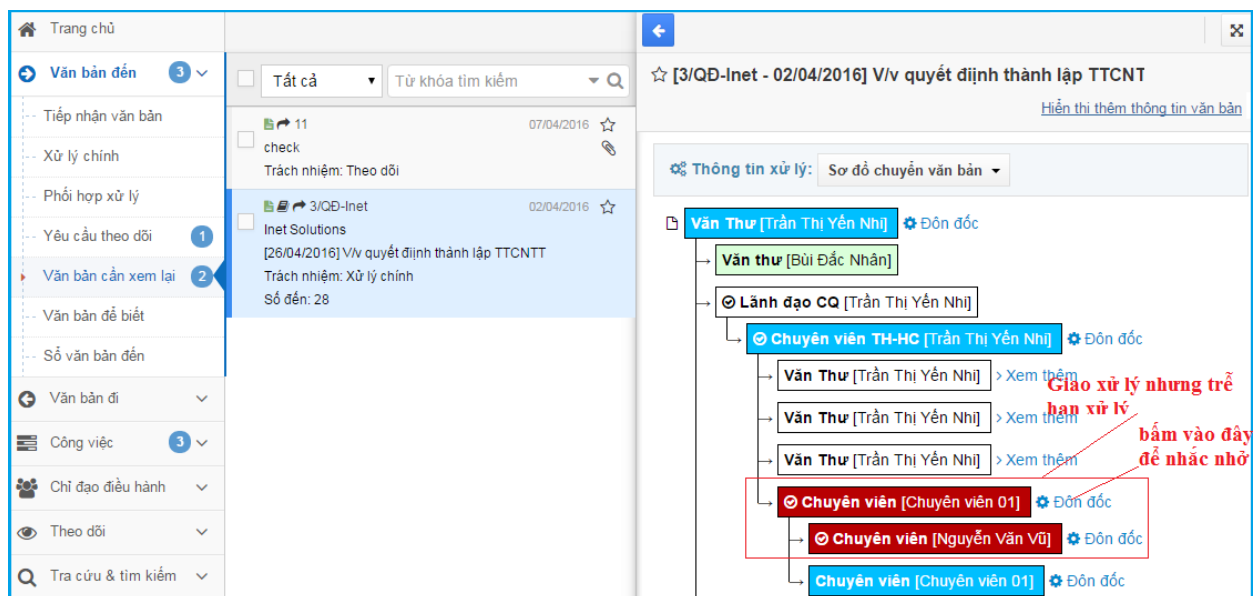 Trang chủ
Văn bản đến 3
Tiếp nhận văn bản
Xử lý chính
Phối hợp xử lý
Yêu cầu theo dõi 1
Văn bản cần xem lại 2
Văn bản để biết
Sổ văn bản đến
Văn bản đi
Công việc 3
Chỉ đạo điều hành
Theo dõi
Tra cứu & tìm kiếm
Tất cả
Từ khóa tìm kiếm
11 07/04/2016
check
Trách nhiệm: Theo dõi
3/QĐ-Inet 02/04/2016
Inet Solutions
[26/04/2016] V/v quyết điịnh thành lập TTCNTT
Trách nhiệm: Xử lý chính
Số đến: 28
[3/QĐ-Inet - 02/04/2016] V/v quyết điịnh thành lập TTCNT
Hiển thi thêm thông tin văn bản
Thông tin xử lý: Sơ đồ chuyển văn bản
Văn Thư [Trần Thị Yến Nhi] Đôn đốc
Văn thư [Bùi Đắc Nhân]
Lãnh đạo CQ [Trần Thị Yến Nhi]
Chuyên viên TH-HC [Trần Thị Yến Nhi] Đôn đốc
Văn Thư [Trần Thị Yến Nhi] Xem thêm
Văn Thư [Trần Thị Yến Nhi] Xem thêm
Văn Thư [Trần Thị Yến Nhi] Xem thêm
Giao xử lý nhưng trễ
hạn xử lý
bấm vào đây
để nhắc nhở
Chuyên viên [Chuyên viên 01] Đôn đốc
Chuyên viên [Nguyễn Văn Vũ] Đôn đốc
Chuyên viên [Chuyên viên 01] Đôn đốc